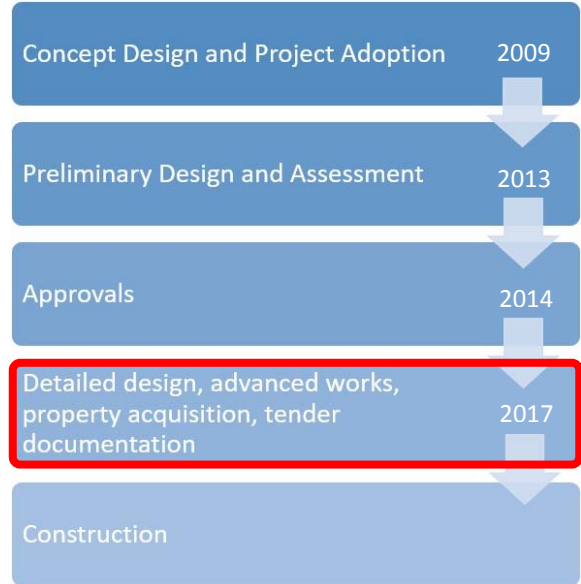 Concept Design and Project Adoption 2009
Preliminary Design and Assessment 2013
Approvals 2014
Detailed design, advanced works,
property acquisition, tender 2017
documentation
Construction